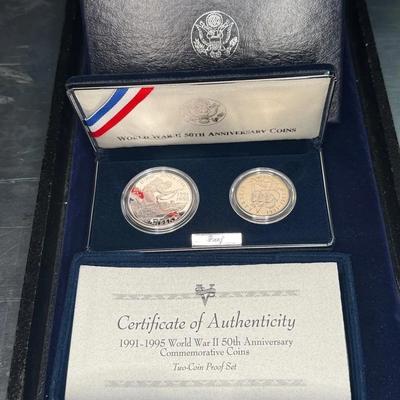 WORLD WAR II 50TH ANNIVERSARY COINS
Proof
Certificate of Authenticity
1991-1995 World War II 50th Anniversary
Commemorative Coins
Two-Coin Proof Set